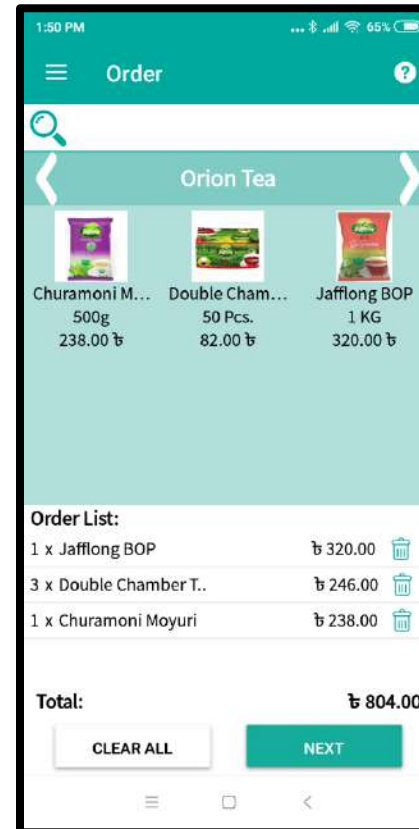 1:50 PM ... 65%
Order ?
Orion Tea
Churamoni M... Double Cham... Jafflong BOP
500g 50 Pcs. 1 KG
238.00 ৳ 82.00 ৳ 320.00 ৳
Order List:
1 x Jafflong BOP ৳ 320.00
3 x Double Chamber T.. ৳ 246.00
1 x Churamoni Moyuri ৳ 238.00
Total: ৳ 804.00
CLEAR ALL NEXT